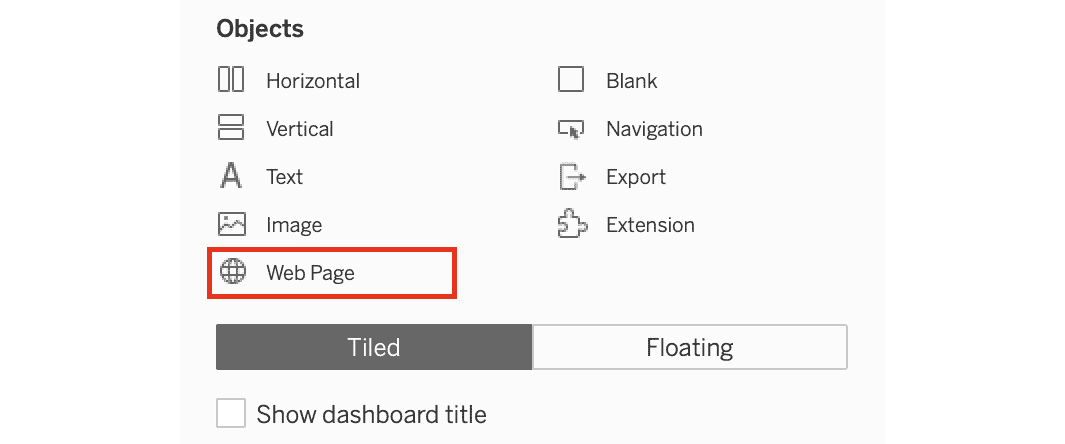 Objects
Horizontal
Blank
Vertical
Navigation
Text
Export
Image
Extension
Web Page
Tiled
Floating
Show dashboard title